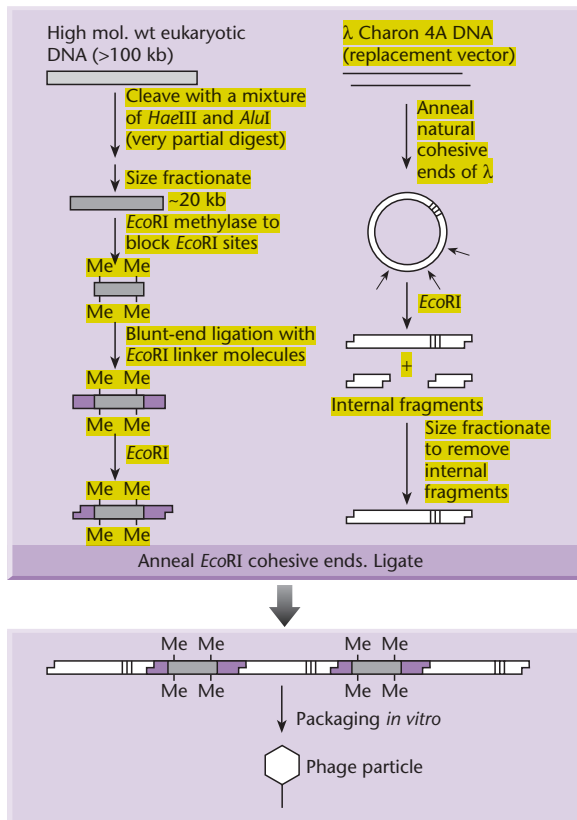 High mol. wt eukaryotic
DNA (>100 kb)
Cleave with a mixture
of HaeIII and AluI
(very partial digest)
Size fractionate
~20 kb
EcoRI methylase to
block EcoRI sites
Me Me
Me Me
Blunt-end ligation with
EcoRI linker molecules
Me Me
Me Me
EcoRI
Me Me
Me Me
λ Charon 4A DNA
(replacement vector)
Anneal
natural
cohesive
ends of λ
EcoRI
+
Internal fragments
Size fractionate
to remove
internal
fragments
Anneal EcoRI cohesive ends. Ligate
Me Me Me Me
Me Me Me Me
Packaging in vitro
Phage particle